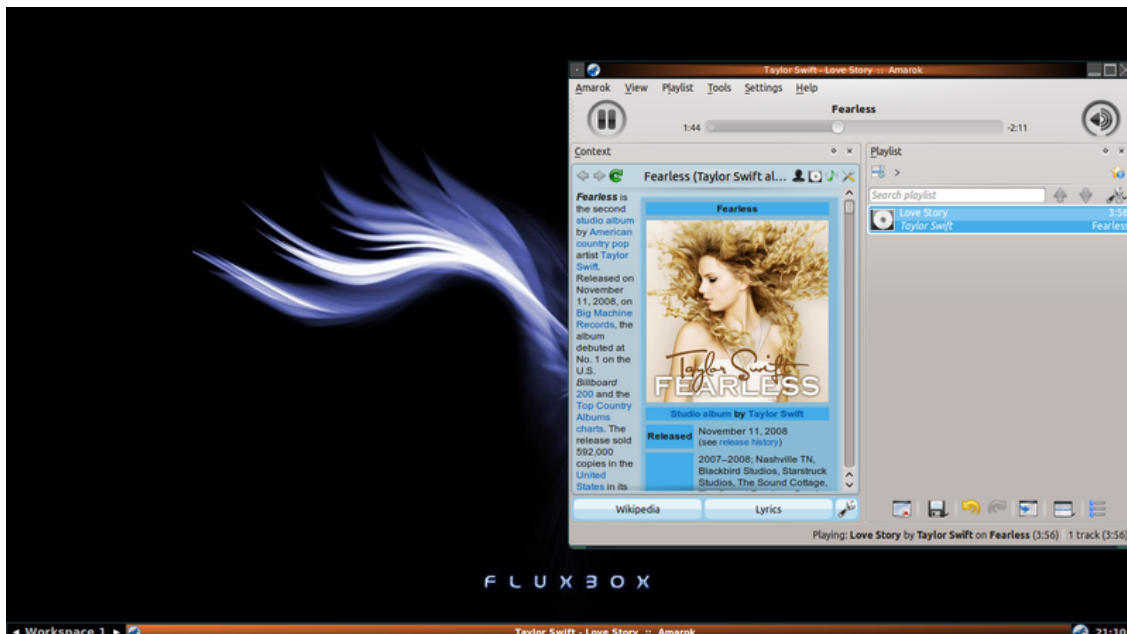 Taylor Swift - Love Story :: Amarok
Amarok View Playlist Tools Settings Help
Fearless
1:44 -2:11
Context
Fearless (Taylor Swift al...
Fearless is
the second
studio album
by American
country pop
artist Taylor
Swift.
Released on
November
11, 2008, on
Big Machine
Records, the
album
debuted at
No. 1 on the
U.S.
Billboard
200 and the
Top Country
Albums
charts. The
release sold
592,000
copies in the
United
States in its
Fearless
Taylor Swift
FEARLESS
Studio album by Taylor Swift
Released November 11, 2008
(see release history)
2007–2008; Nashville TN,
Blackbird Studios, Starstruck
Studios, The Sound Cottage,
Wikipedia Lyrics
Playlist
>
Search playlist
Love Story 3:56
Taylor Swift Fearless
Playing: Love Story by Taylor Swift on Fearless (3:56) 1 track (3:56)
FLUXBOX
Workspace 1 Taylor Swift - Love Story :: Amarok 21:10